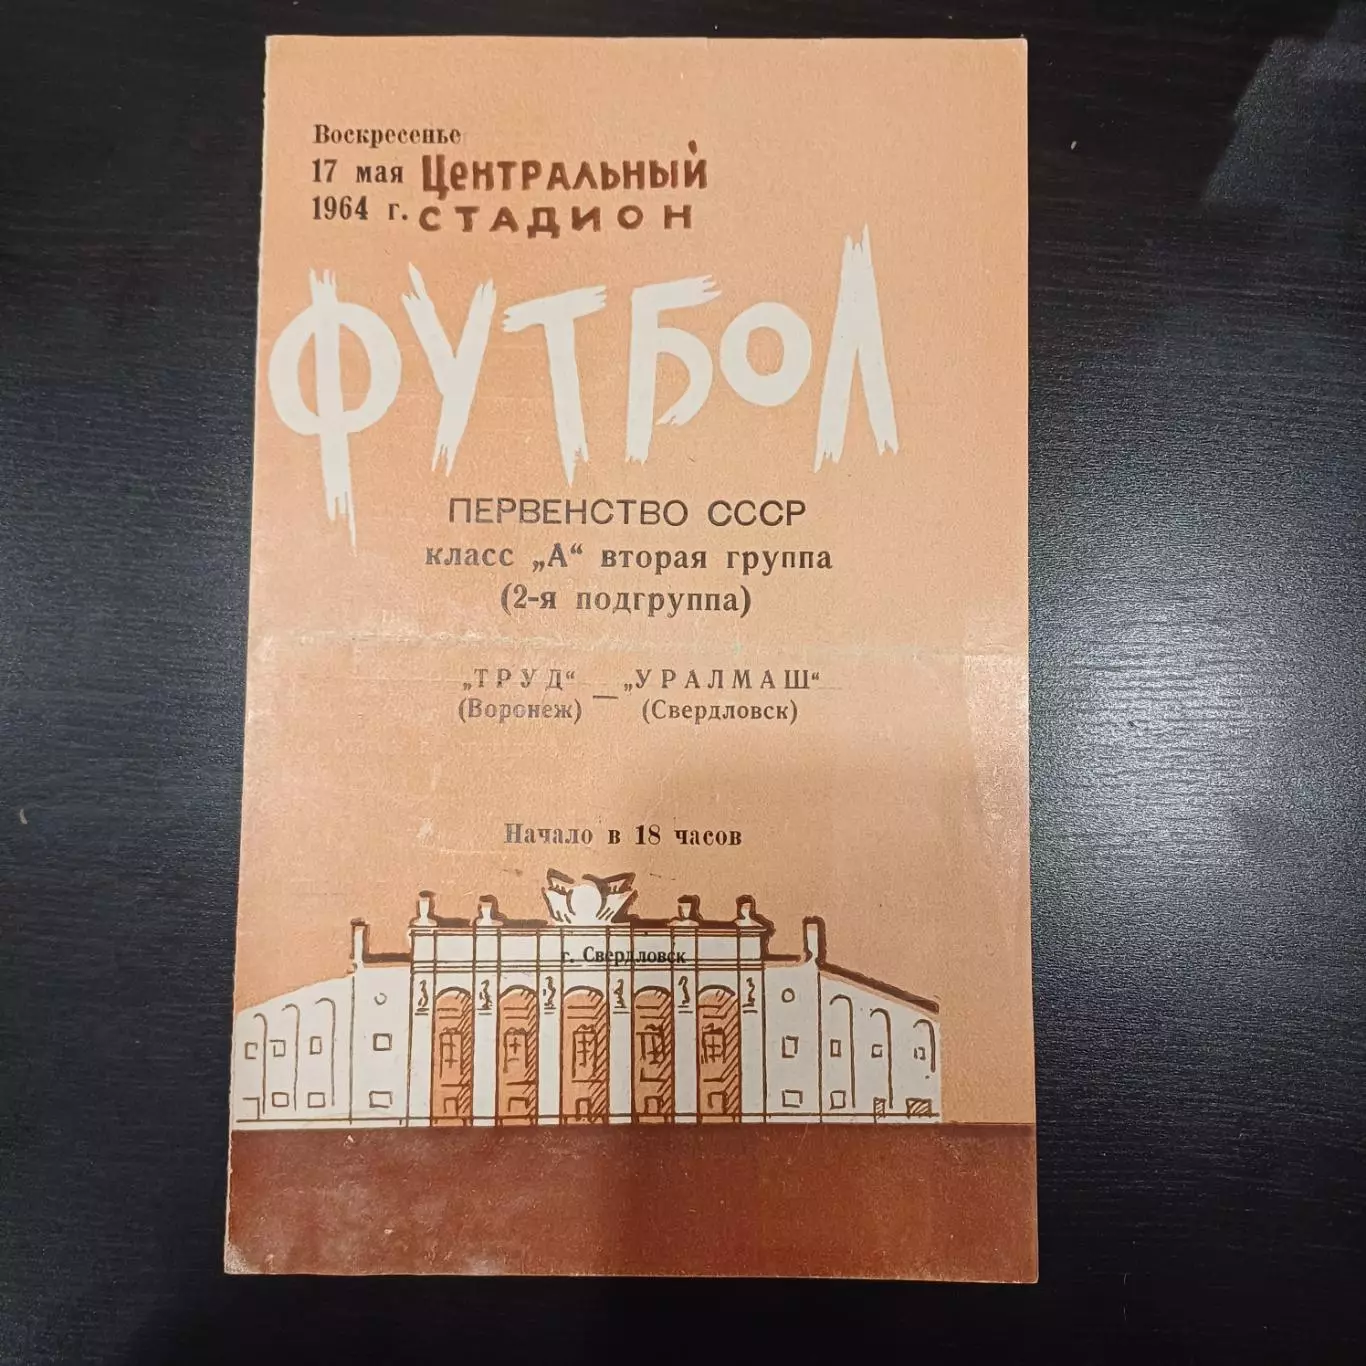 Воскресенье
17 мая
1964 г.
Центральный
стадион
ФУТБОЛ
ПЕРВЕНСТВО СССР
класс „А“ вторая группа
(2-я подгруппа)
„ТРУД“ — „УРАЛМАШ“
(Воронеж) (Свердловск)
Начало в 18 часов
г. Свердловск